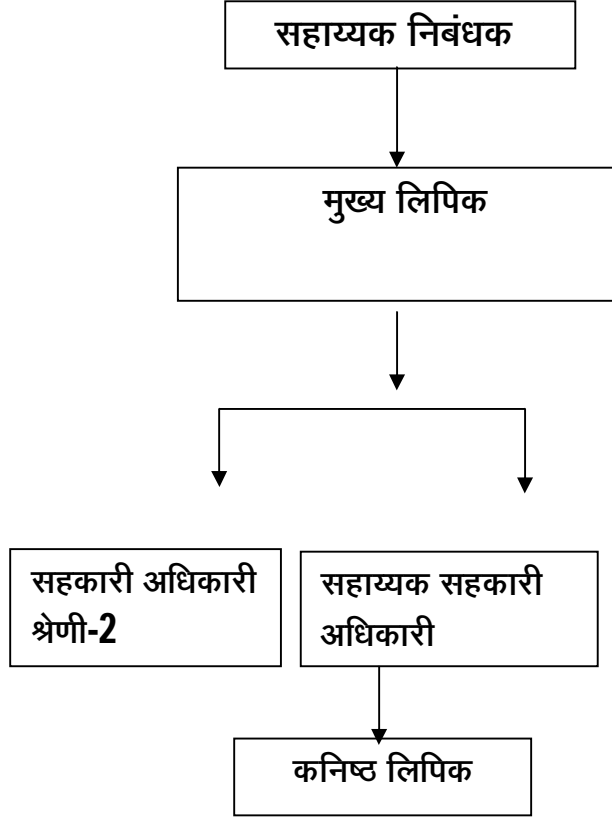 सहाय्यक निबंधक
मुख्य लिपिक
सहकारी अधिकारी
श्रेणी-2
सहाय्यक सहकारी
अधिकारी
कनिष्ठ लिपिक